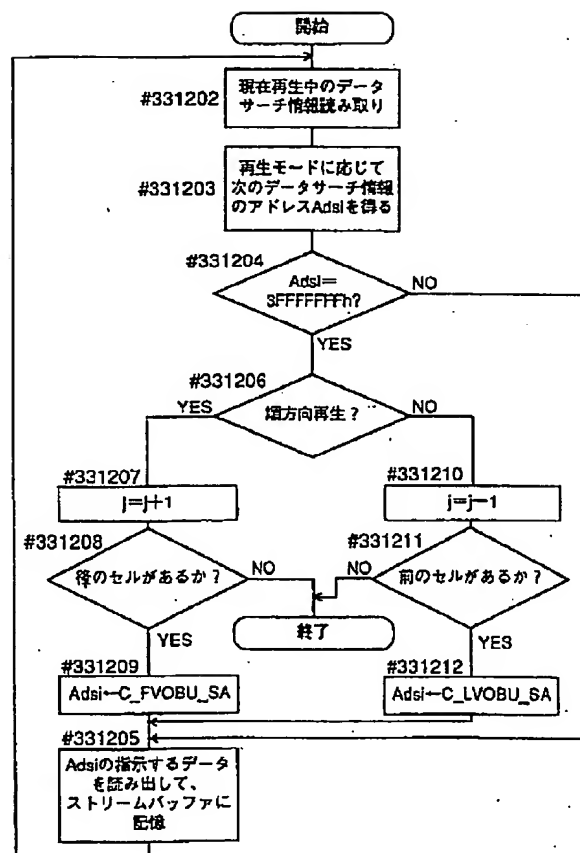 開始
#331202
現在再生中のデータ
サーチ情報読み取り
#331203
再生モードに応じて
次のデータサーチ情報
のアドレスAdsiを得る
#331204
Adsi=
3FFFFFFFh?
NO
YES
#331206
順方向再生？
YES
NO
#331207
j=j+1
#331210
j=j-1
#331208
後のセルがあるか？
NO
YES
#331211
前のセルがあるか？
NO
YES
終了
#331209
Adsi←C_FVOBU_SA
#331212
Adsi←C_LVOBU_SA
#331205
Adsiの指示するデータ
を読み出して、
ストリームバッファに
記憶